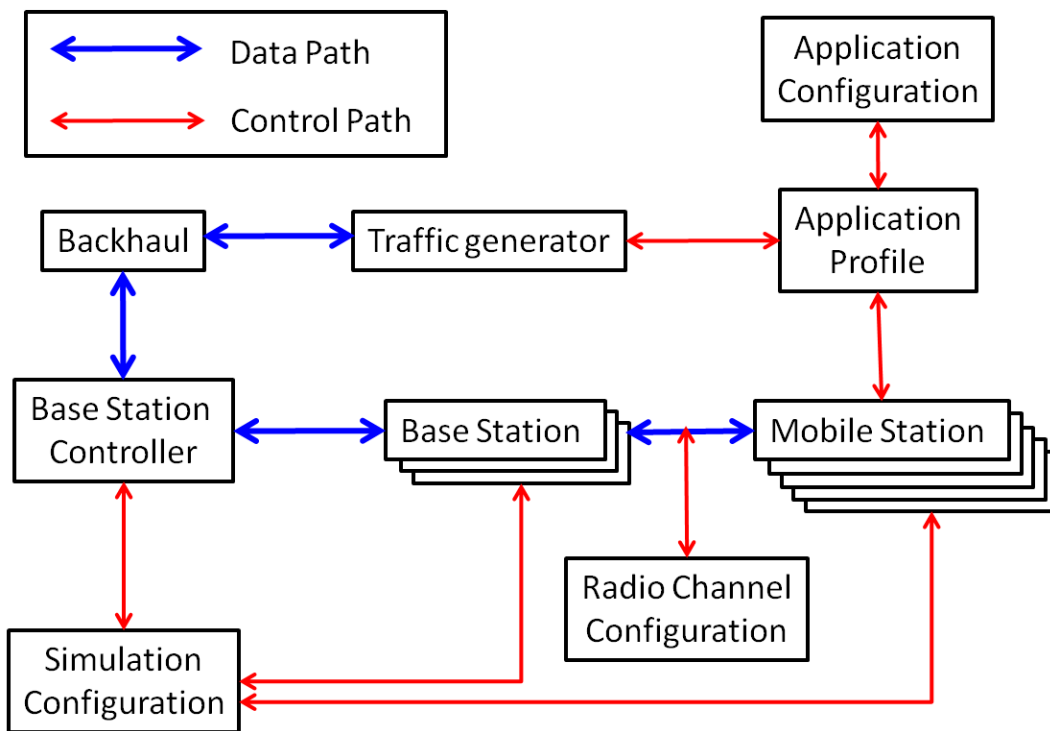 Data Path
Control Path
Application
Configuration
Backhaul
Traffic generator
Application
Profile
Base Station
Controller
Base Station
Mobile Station
Radio Channel
Configuration
Simulation
Configuration